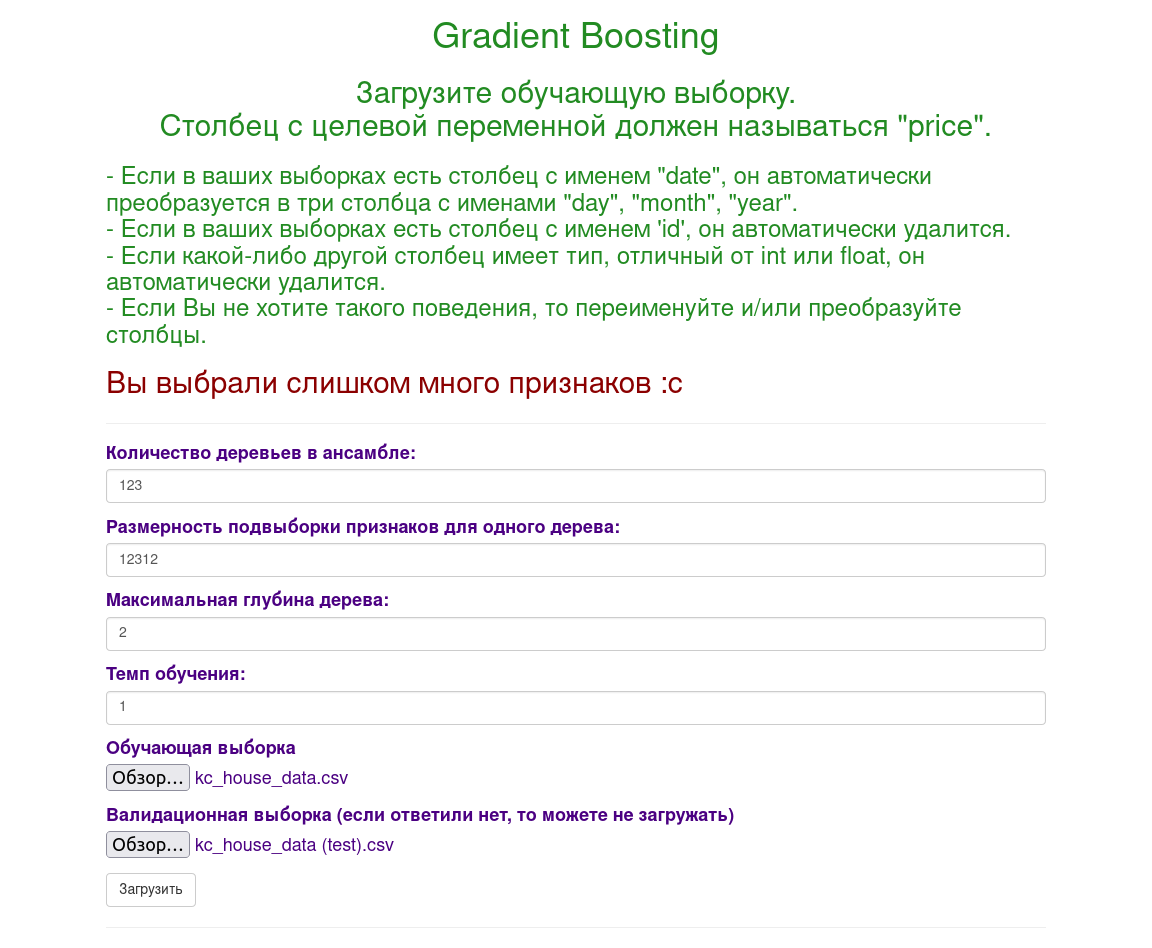 Gradient Boosting
Загрузите обучающую выборку.
Столбец с целевой переменной должен называться "price".
- Если в ваших выборках есть столбец с именем "date", он автоматически
преобразуется в три столбца с именами "day", "month", "year".
- Если в ваших выборках есть столбец с именем 'id', он автоматически удалится.
- Если какой-либо другой столбец имеет тип, отличный от int или float, он
автоматически удалится.
- Если Вы не хотите такого поведения, то переименуйте и/или преобразуйте
столбцы.
Вы выбрали слишком много признаков :с
Количество деревьев в ансамбле:
123
Размерность подвыборки признаков для одного дерева:
12312
Максимальная глубина дерева:
2
Темп обучения:
1
Обучающая выборка
Обзор... kc_house_data.csv
Валидационная выборка (если ответили нет, то можете не загружать)
Обзор... kc_house_data (test).csv
Загрузить